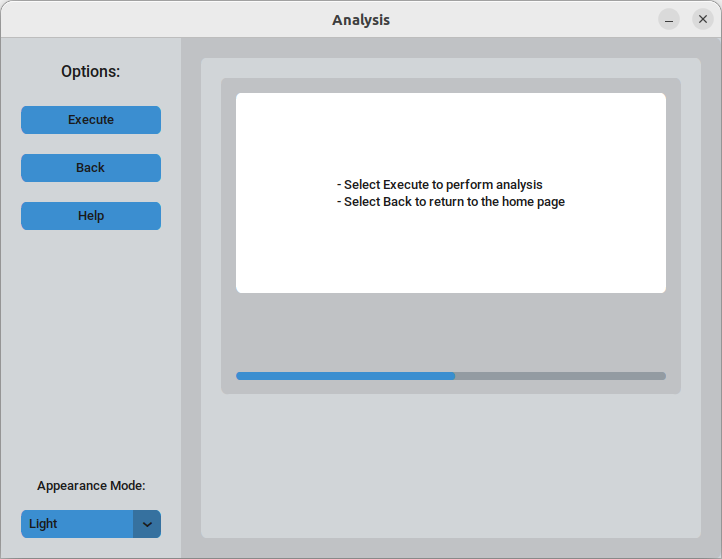 Analysis
Options:
Execute
Back
Help
- Select Execute to perform analysis
- Select Back to return to the home page
Appearance Mode:
Light